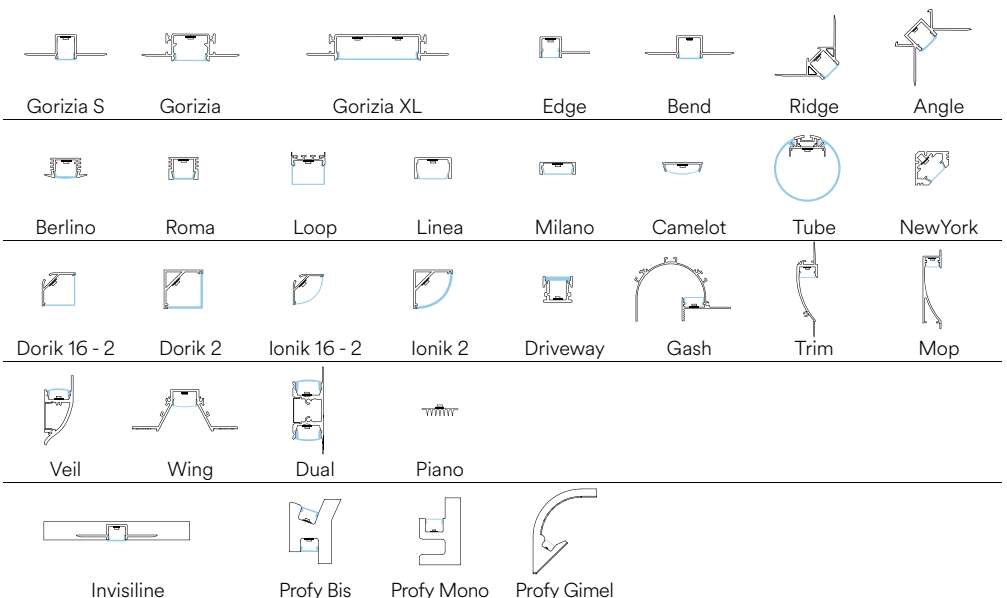 Gorizia S Gorizia Gorizia XL Edge Bend Ridge Angle
Berlino Roma Loop Linea Milano Camelot Tube NewYork
Dorik 16 - 2 Dorik 2 Ionik 16 - 2 Ionik 2 Driveway Gash Trim Mop
Veil Wing Dual Piano
Invisiline Profy Bis Profy Mono Profy Gimel